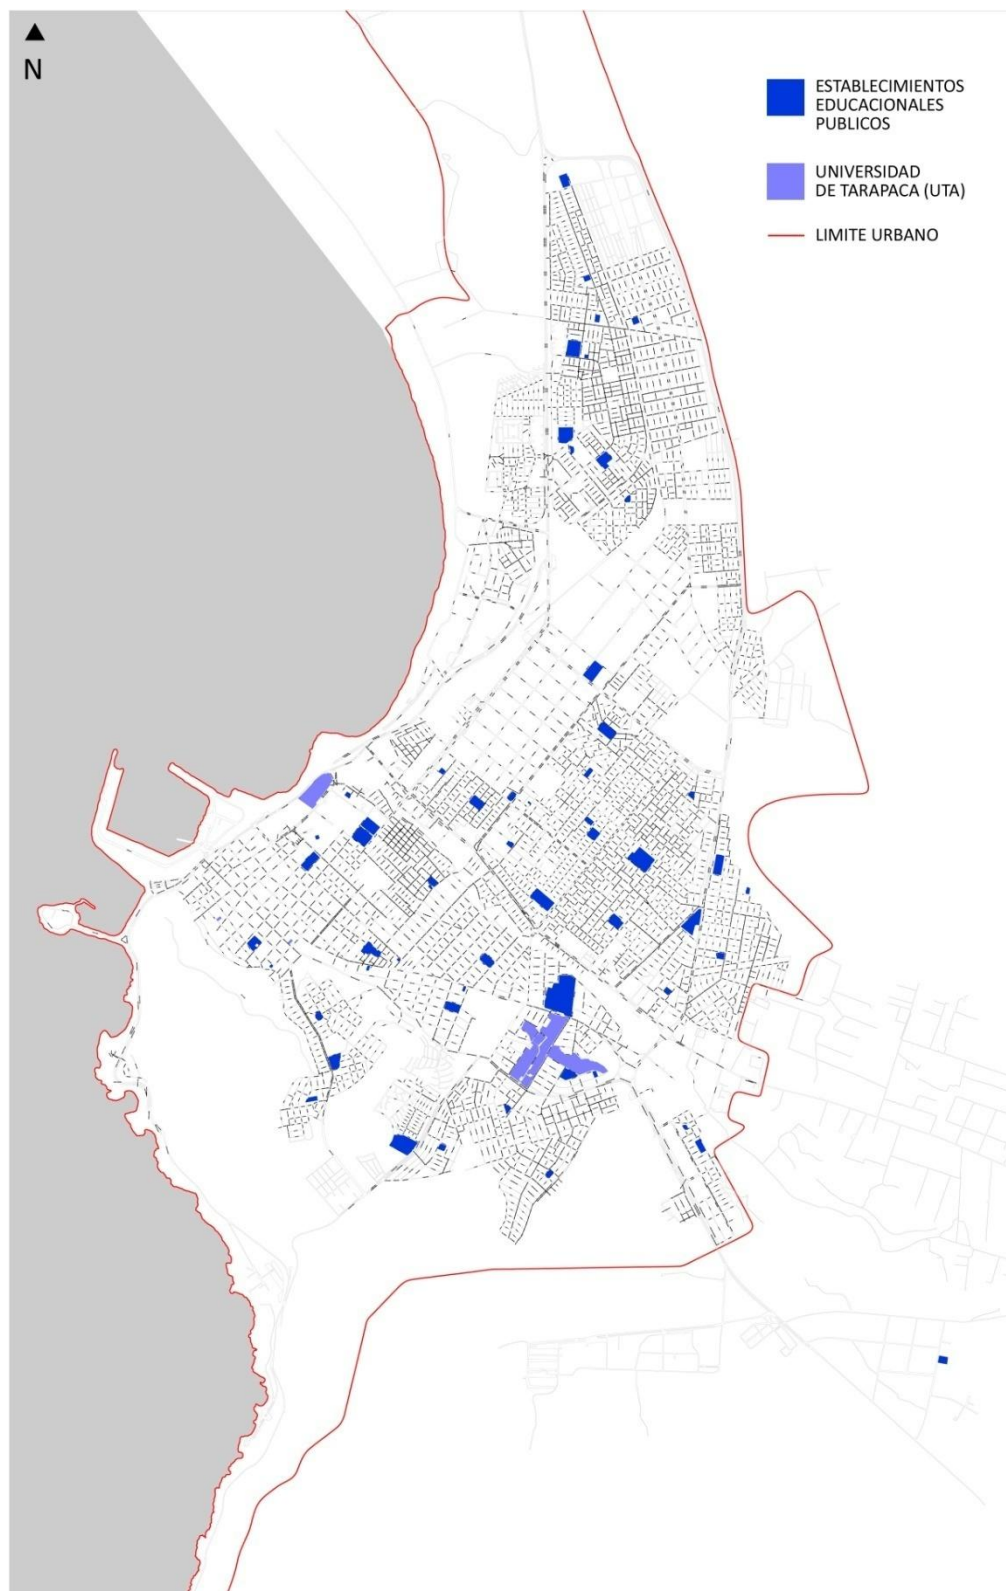 N
ESTABLECIMIENTOS
EDUCACIONALES
PUBLICOS
UNIVERSIDAD
DE TARAPACA (UTA)
LIMITE URBANO